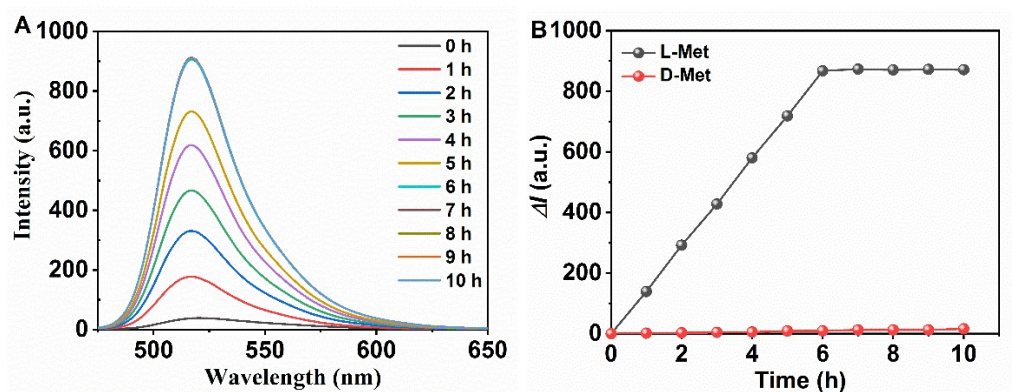 A
1000
800
600
400
200
0
500
550
600
650
Intensity (a.u.)
Wavelength (nm)
0 h
1 h
2 h
3 h
4 h
5 h
6 h
7 h
8 h
9 h
10 h
B
1000
800
600
400
200
0
0
2
4
6
8
10
ΔI (a.u.)
Time (h)
L-Met
D-Met